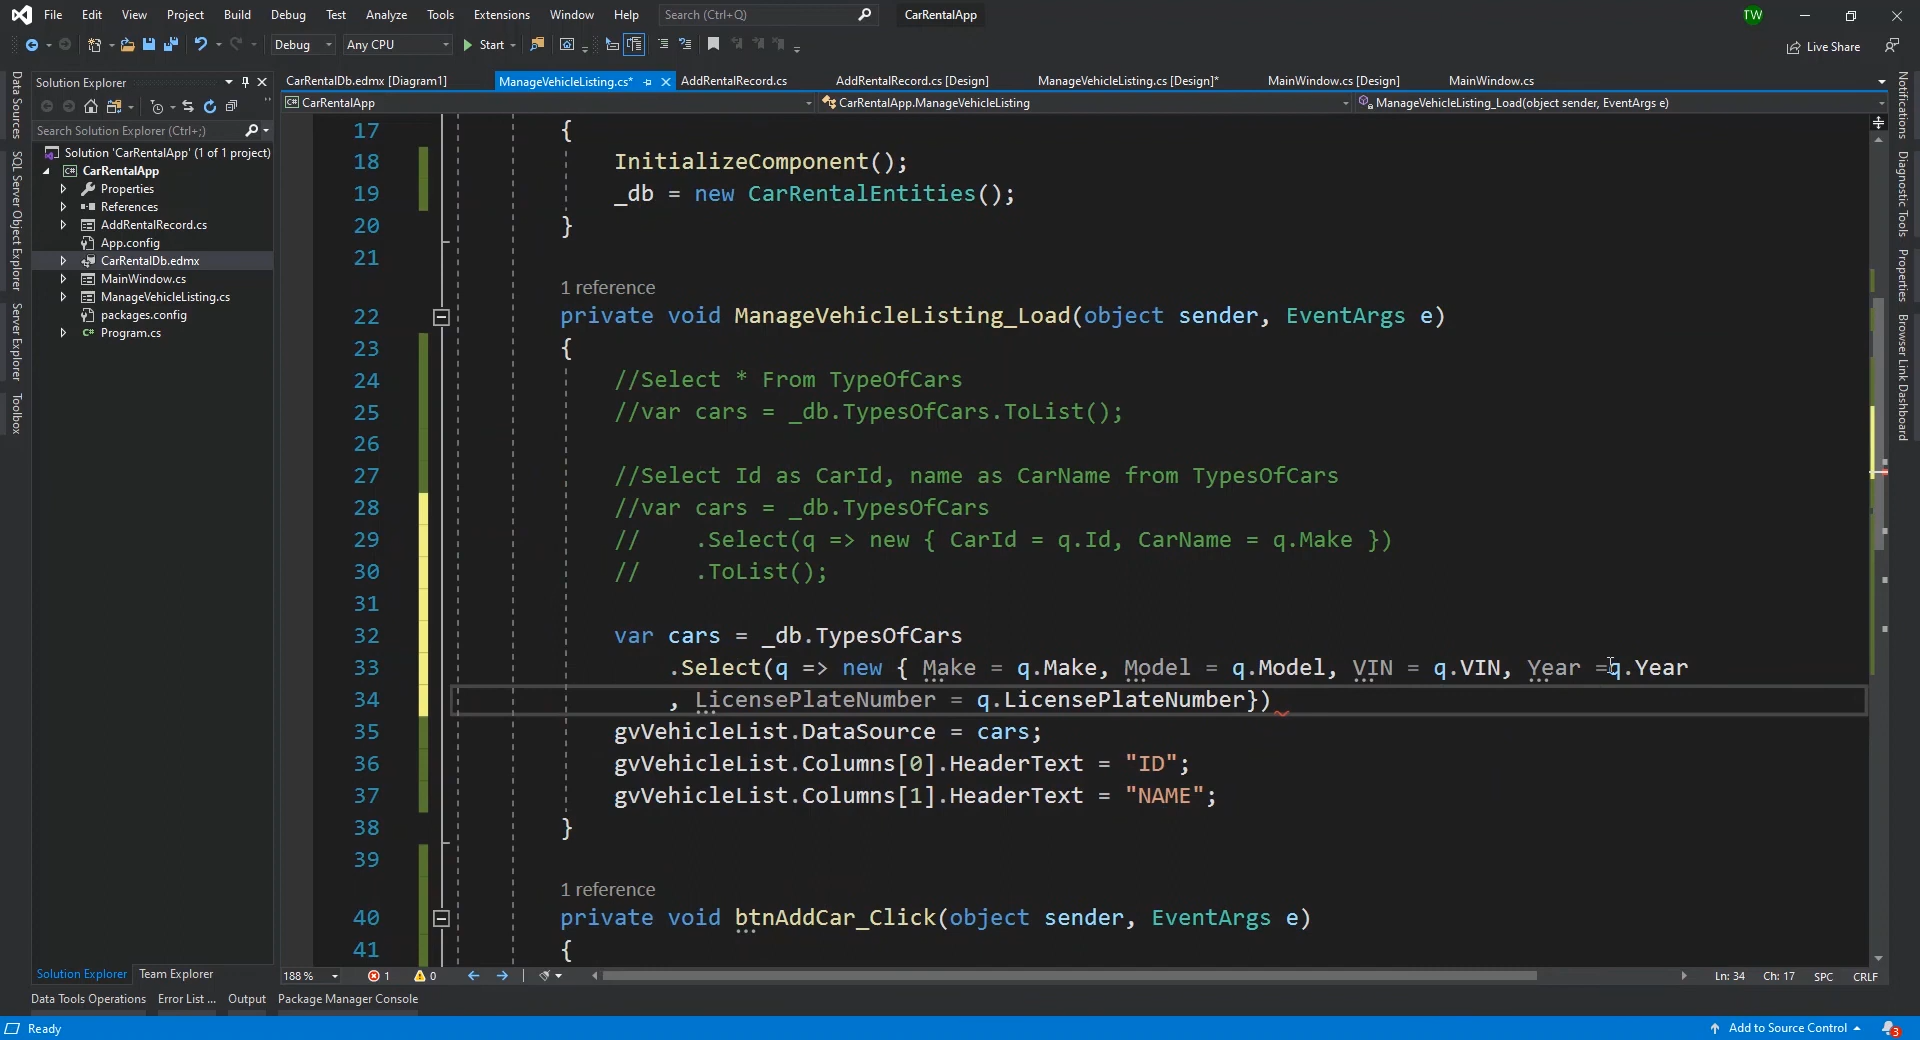 File Edit View Project Build Debug Test Analyze Tools Extensions Window Help Search (Ctrl+Q) CarRentalApp TW
Debug Any CPU Start Live Share
Solution Explorer
Search Solution Explorer (Ctrl+;)
Solution 'CarRentalApp' (1 of 1 project)
C# CarRentalApp
Properties
References
AddRentalRecord.cs
App.config
CarRentalDb.edmx
MainWindow.cs
ManageVehicleListing.cs
packages.config
C# Program.cs
Data Sources
SQL Server Object Explorer
Server Explorer
Toolbox
CarRentalDb.edmx [Diagram1] ManageVehicleListing.cs* AddRentalRecord.cs AddRentalRecord.cs [Design] ManageVehicleListing.cs [Design]* MainWindow.cs [Design] MainWindow.cs
C# CarRentalApp CarRentalApp.ManageVehicleListing ManageVehicleListing_Load(object sender, EventArgs e)
17 {
18 InitializeComponent();
19 _db = new CarRentalEntities();
20 }
21
1 reference
22 private void ManageVehicleListing_Load(object sender, EventArgs e)
23 {
24 //Select * From TypeOfCars
25 //var cars = _db.TypesOfCars.ToList();
26
27 //Select Id as CarId, name as CarName from TypesOfCars
28 //var cars = _db.TypesOfCars
29 // .Select(q => new { CarId = q.Id, CarName = q.Make })
30 // .ToList();
31
32 var cars = _db.TypesOfCars
33 .Select(q => new { Make = q.Make, Model = q.Model, VIN = q.VIN, Year =q.Year
34 , LicensePlateNumber = q.LicensePlateNumber})
35 gvVehicleList.DataSource = cars;
36 gvVehicleList.Columns[0].HeaderText = "ID";
37 gvVehicleList.Columns[1].HeaderText = "NAME";
38 }
39
1 reference
40 private void btnAddCar_Click(object sender, EventArgs e)
41 {
Notifications
Diagnostic Tools
Properties
Browser Link Dashboard
188 % 1 0 Ln: 34 Ch: 17 SPC CRLF
Solution Explorer Team Explorer
Data Tools Operations Error List ... Output Package Manager Console
Ready Add to Source Control 3